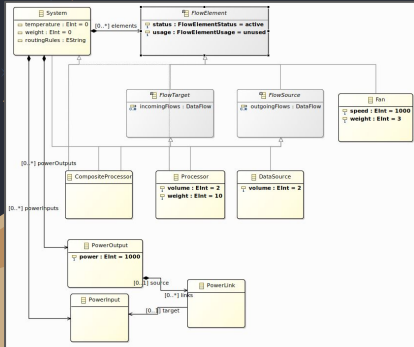 System
temperature : EInt = 0
weight : EInt = 0
routingRules : EString
[0..*] elements
FlowElement
status : FlowElementStatus = active
usage : FlowElementUsage = unused
FlowTarget
incomingFlows : DataFlow
FlowSource
outgoingFlows : DataFlow
Fan
speed : EInt = 1000
weight : EInt = 3
[0..*] powerOutputs
CompositeProcessor
Processor
volume : EInt = 2
weight : EInt = 10
DataSource
volume : EInt = 2
[0..*] powerInputs
PowerOutput
power : EInt = 1000
[0..1] source
[0..*] links
PowerLink
PowerInput
[0..1] target